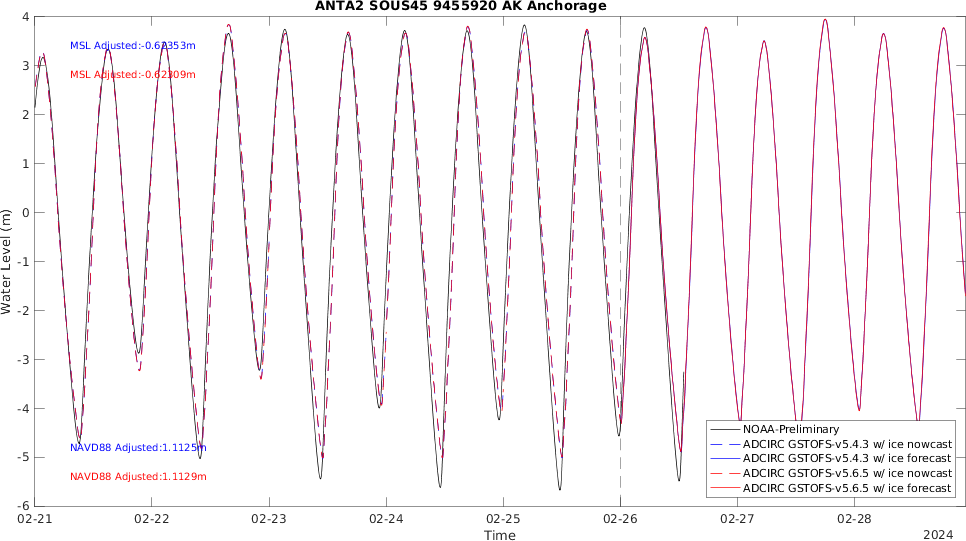 ANTA2 SOUS45 9455920 AK Anchorage
MSL Adjusted:-0.62353m
MSL Adjusted:-0.62309m
NAVD88 Adjusted:1.1125m
NAVD88 Adjusted:1.1129m
Water Level (m)
4
3
2
1
0
-1
-2
-3
-4
-5
-6
NOAA-Preliminary
ADCIRC GSTOFS-v5.4.3 w/ ice nowcast
ADCIRC GSTOFS-v5.4.3 w/ ice forecast
ADCIRC GSTOFS-v5.6.5 w/ ice nowcast
ADCIRC GSTOFS-v5.6.5 w/ ice forecast
02-21 02-22 02-23 02-24 02-25 02-26 02-27 02-28
Time
2024